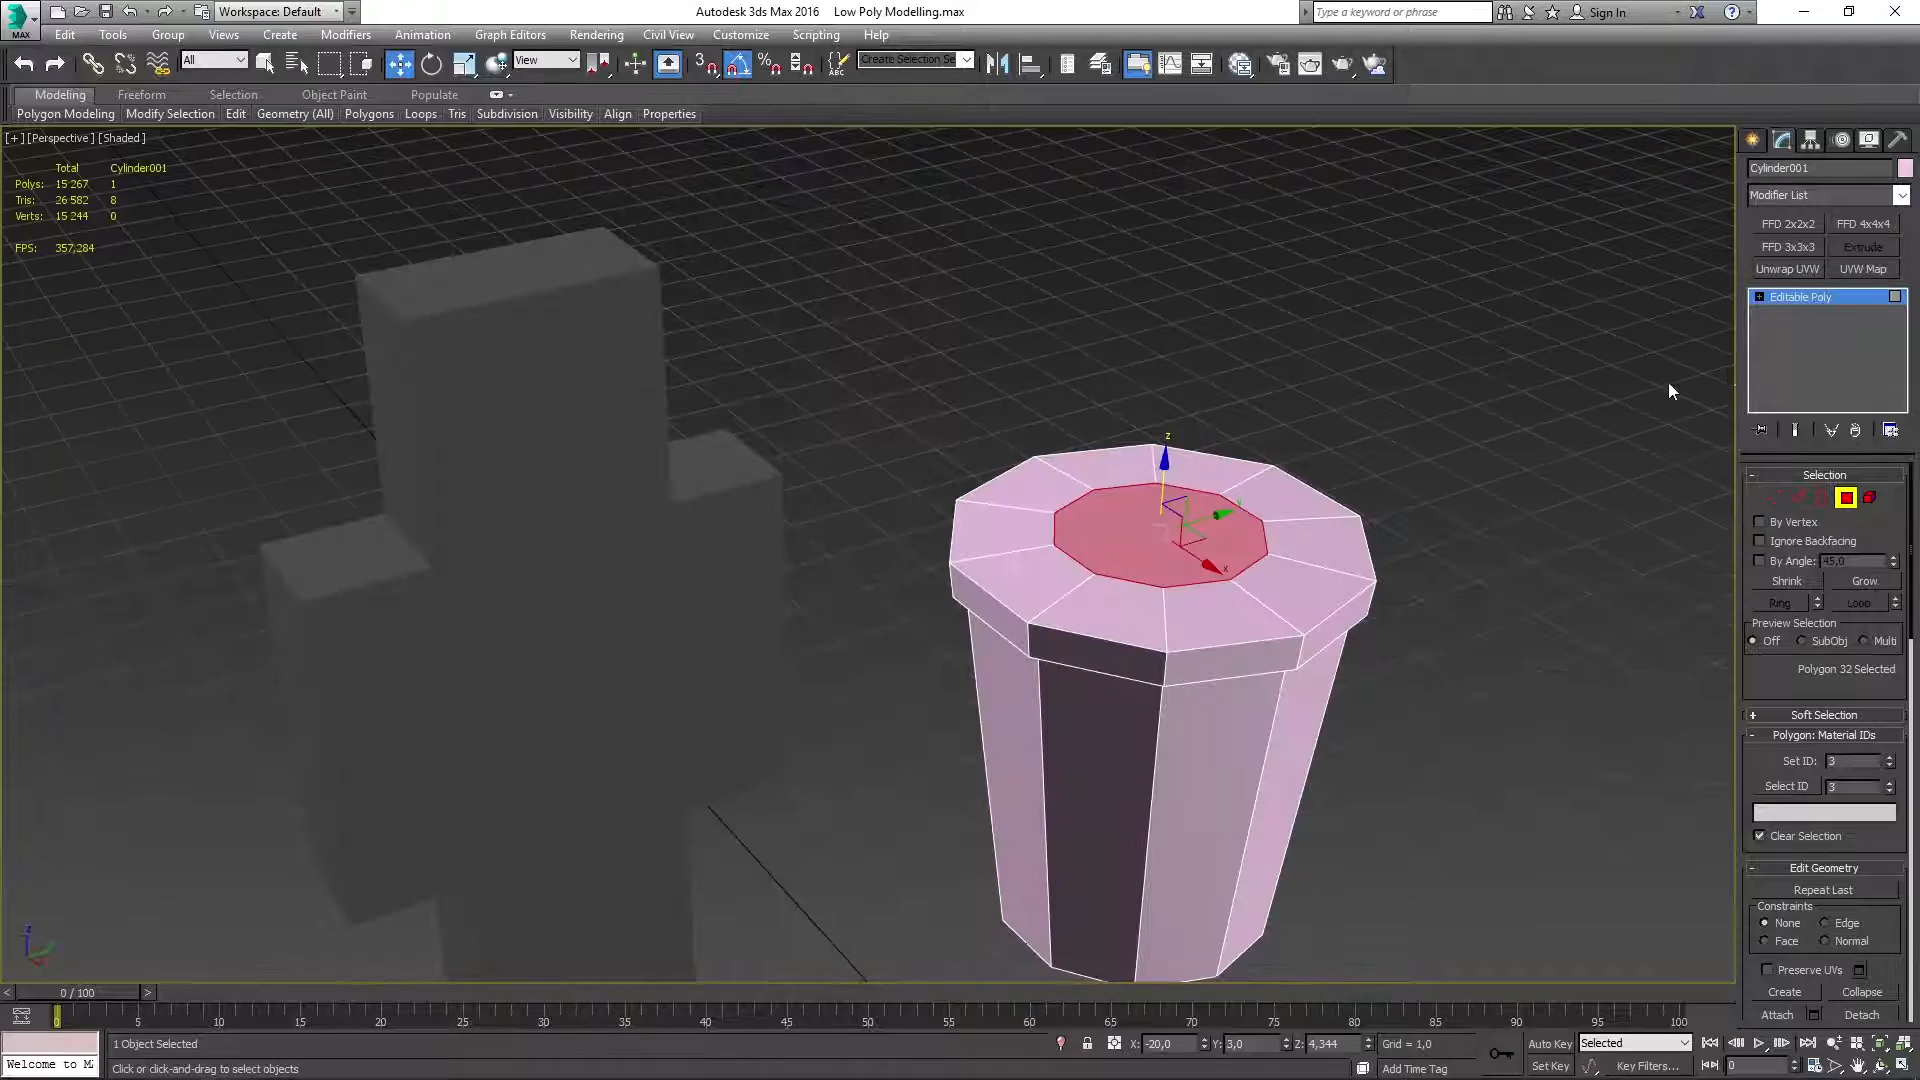 Workspace: Default
Autodesk 3ds Max 2016 Low Poly Modelling.max
Type a keyword or phrase
Sign In
MAX
Edit Tools Group Views Create Modifiers Animation Graph Editors Rendering Civil View Customize Scripting Help
All View 3 % ABC Create Selection Se
Modeling Freeform Selection Object Paint Populate
Polygon Modeling Modify Selection Edit Geometry (All) Polygons Loops Tris Subdivision Visibility Align Properties
[+] [Perspective] [Shaded]
Total Cylinder001
Polys: 15 267 1
Tris: 26 582 8
Verts: 15 244 0
FPS: 357,284
z
y
x
z
Cylinder001
Modifier List
FFD 2x2x2 FFD 4x4x4
FFD 3x3x3 Extrude
Unwrap UVW UVW Map
Editable Poly
Selection
By Vertex
Ignore Backfacing
By Angle: 45,0
Shrink Grow
Ring Loop
Preview Selection
Off SubObj Multi
Polygon 32 Selected
Soft Selection
Polygon: Material IDs
Set ID: 3
Select ID 3
Clear Selection
Edit Geometry
Repeat Last
Constraints
None Edge
Face Normal
Preserve UVs
Create Collapse
Attach Detach
< 0 / 100 >
0 5 10 15 20 25 30 35 40 45 50 55 60 65 70 75 80 85 90 95 100
1 Object Selected
X: -20,0 Y: 3,0 Z: 4,344 Grid = 1,0
Auto Key Selected
Welcome to M
Click or click-and-drag to select objects
Add Time Tag
Set Key Key Filters... 0